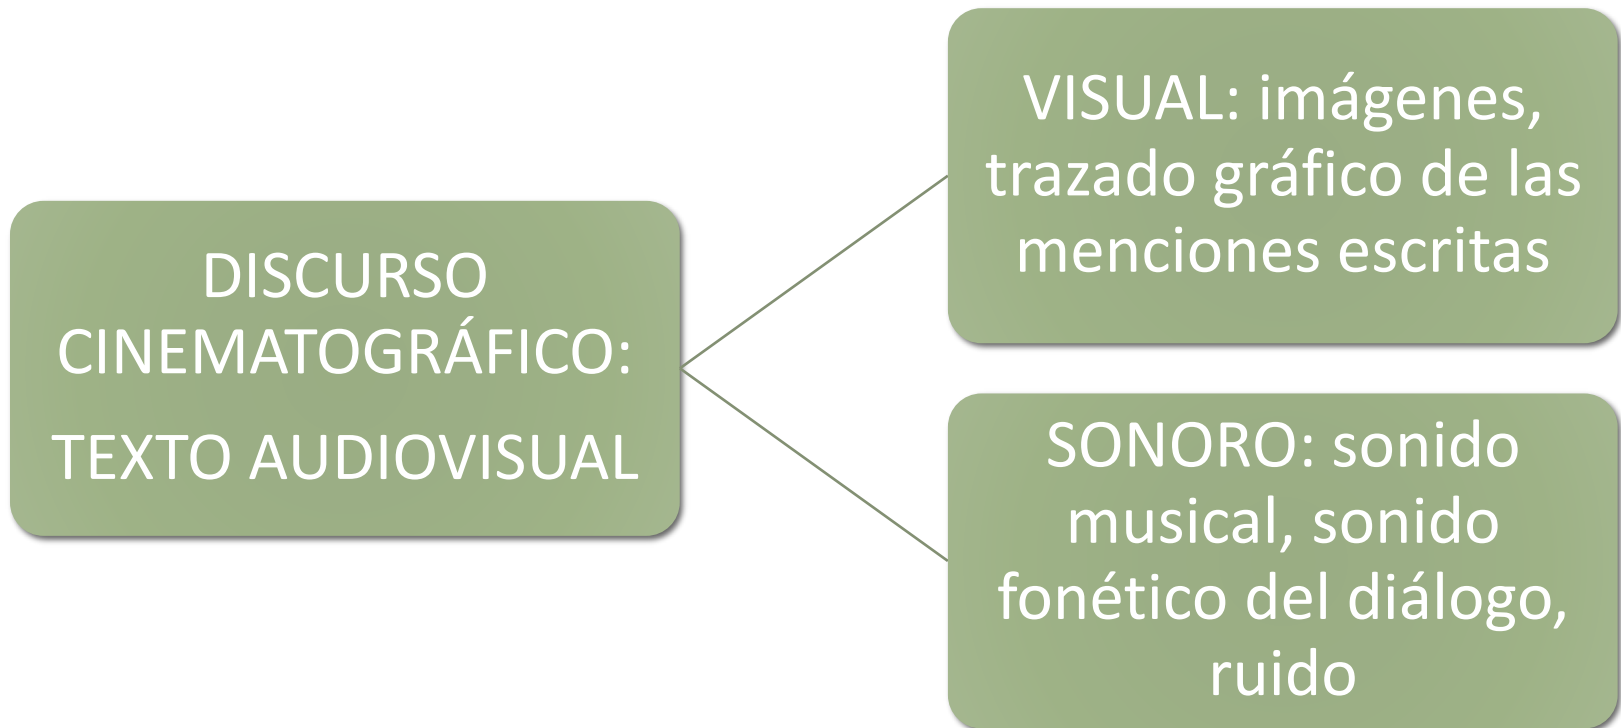 DISCURSO
CINEMATOGRÁFICO:
TEXTO AUDIOVISUAL
VISUAL: imágenes,
trazado gráfico de las
menciones escritas
SONORO: sonido
musical, sonido
fonético del diálogo,
ruido